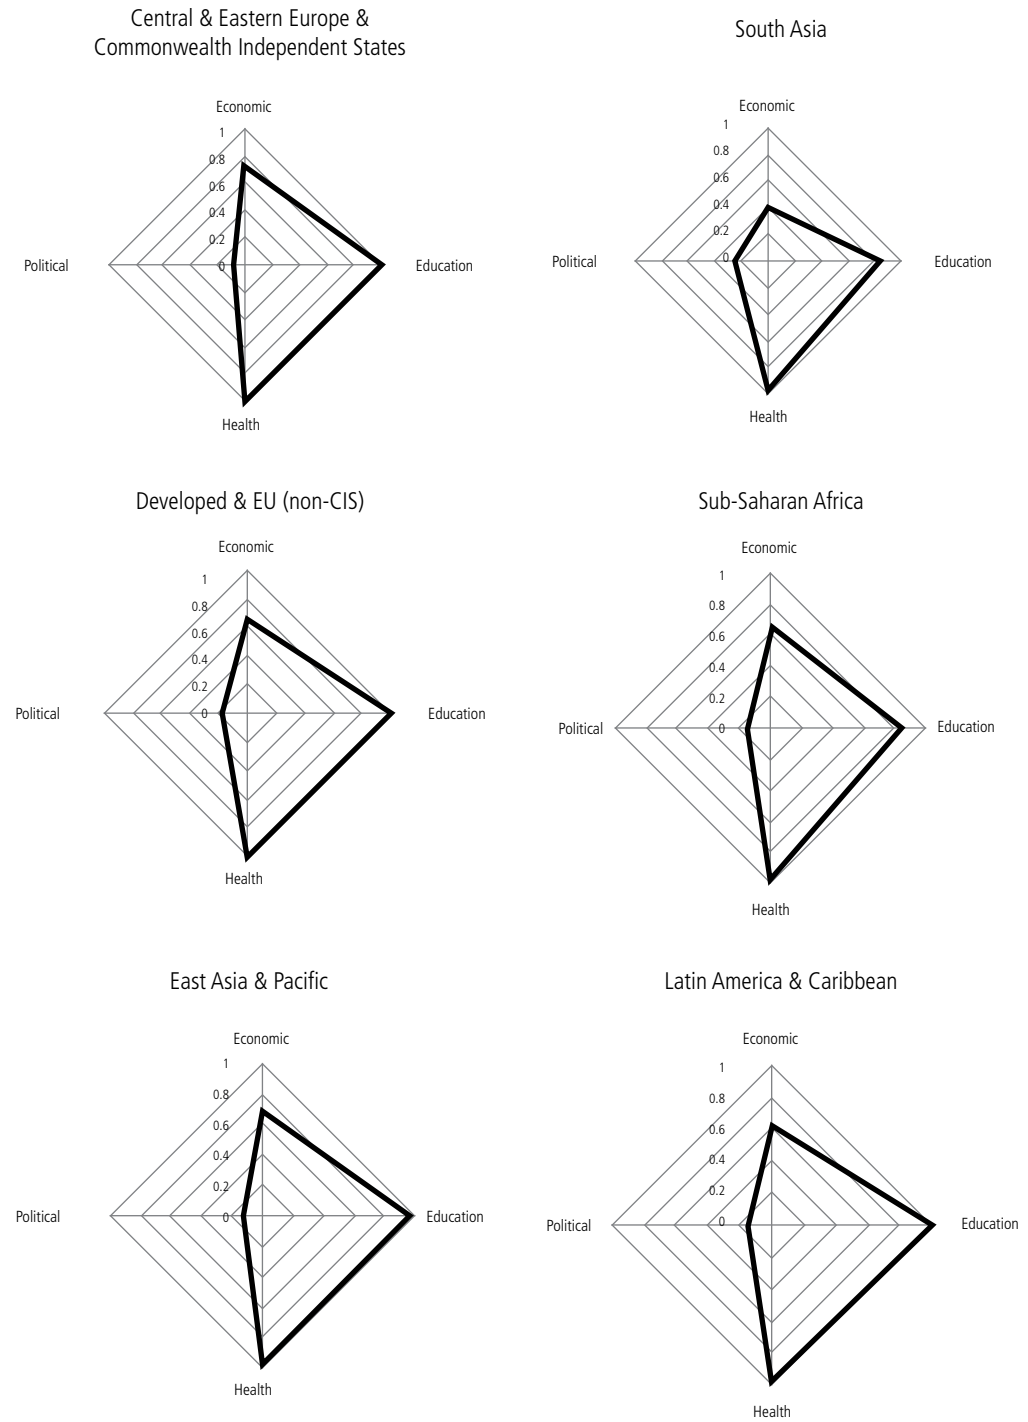 Central & Eastern Europe &
Commonwealth Independent States
Economic
1
0.8
0.6
0.4
0.2
0
Political
Education
Health
South Asia
Economic
1
0.8
0.6
0.4
0.2
0
Political
Education
Health
Developed & EU (non-CIS)
Economic
1
0.8
0.6
0.4
0.2
0
Political
Education
Health
Sub-Saharan Africa
Economic
1
0.8
0.6
0.4
0.2
0
Political
Education
Health
East Asia & Pacific
Economic
1
0.8
0.6
0.4
0.2
0
Political
Education
Health
Latin America & Caribbean
Economic
1
0.8
0.6
0.4
0.2
0
Political
Education
Health